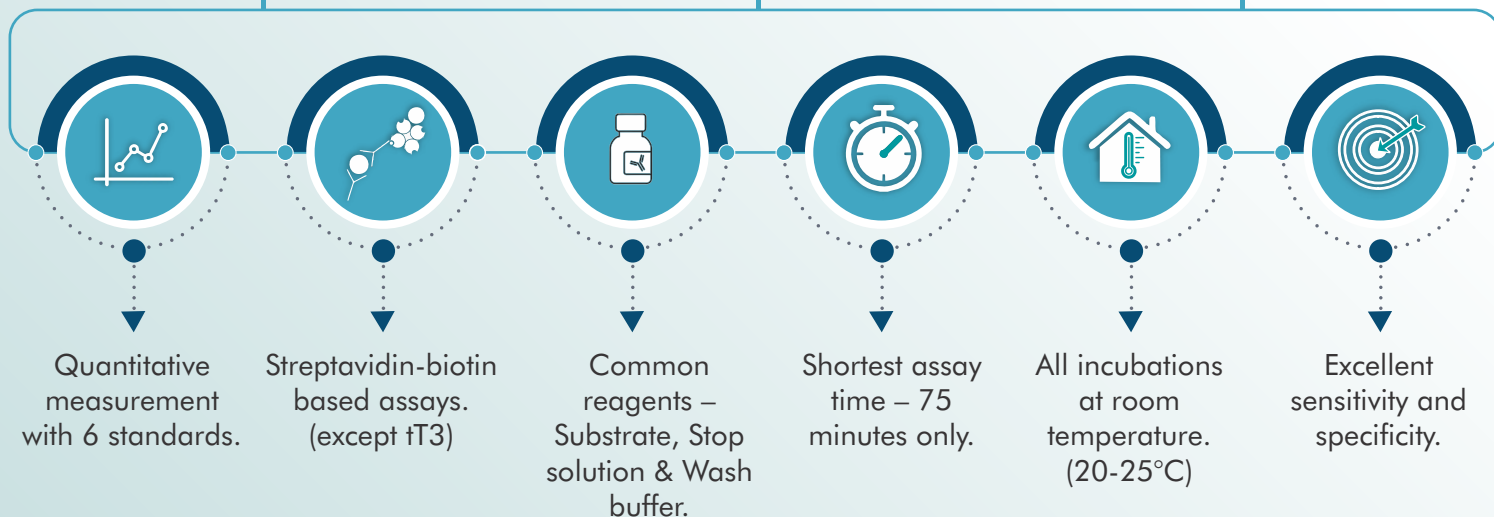 Quantitative
measurement
with 6 standards.
Streptavidin-biotin
based assays.
(except tT3)
Common
reagents –
Substrate, Stop
solution & Wash
buffer.
Shortest assay
time – 75
minutes only.
All incubations
at room
temperature.
(20-25°C)
Excellent
sensitivity and
specificity.